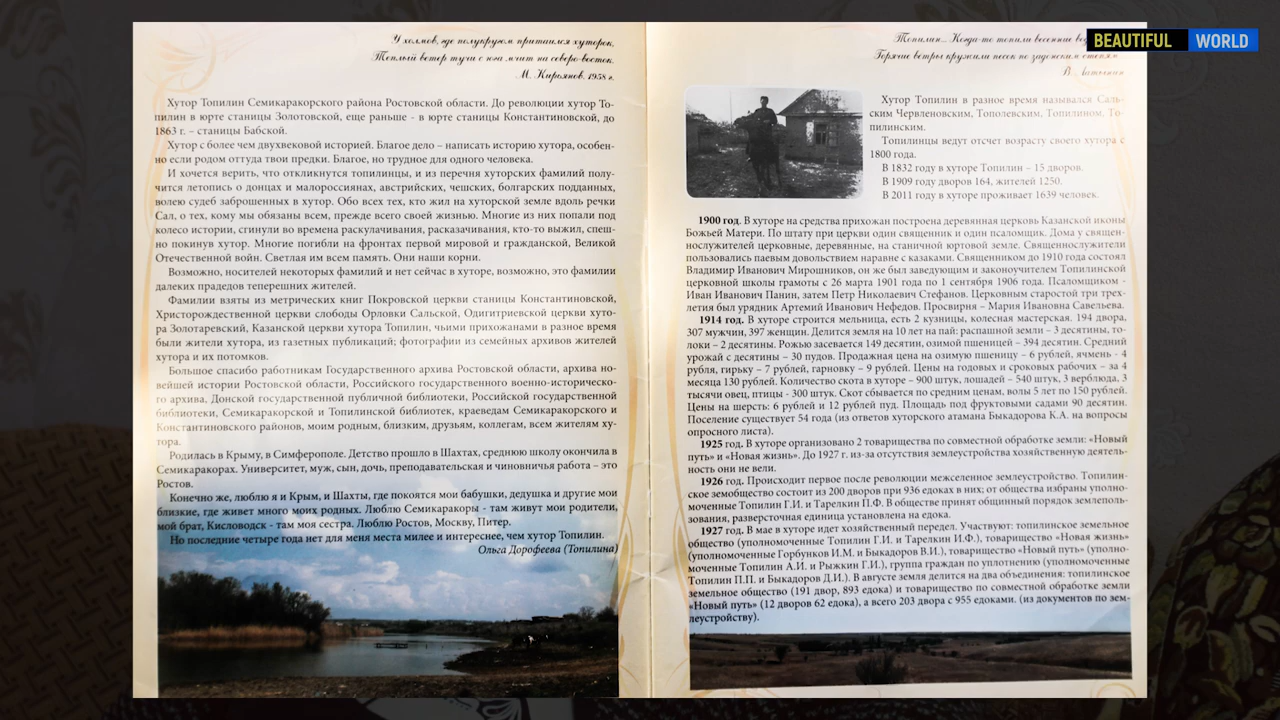 У холмов, где полукругом притаился хуторок,
Теплый ветер тучи с юга мчит на северо-восток.
М. Кирьянов. 1958 г.
Хутор Топилин Семикаракорского района Ростовской области. До революции хутор То-
пилин в юрте станицы Золотовской, еще раньше - в юрте станицы Константиновской, до
1863 г. – станицы Бабской.
Хутор с более чем двухвековой историей. Благое дело – написать историю хутора, особен-
но если родом оттуда твои предки. Благое, но трудное для одного человека.
И хочется верить, что откликнутся топилинцы, и из перечня хуторских фамилий полу-
чится летопись о донцах и малороссиянах, австрийских, чешских, болгарских подданных,
волею судеб заброшенных в хутор. Обо всех тех, кто жил на хуторской земле вдоль речки
Сал, о тех, кому мы обязаны всем, прежде всего своей жизнью. Многие из них попали под
колесо истории, сгинули во времена раскулачивания, расказачивания, кто-то выжил, спеш-
но покинув хутор. Многие погибли на фронтах первой мировой и гражданской, Великой
Отечественной войн. Светлая им всем память. Они наши корни.
Возможно, носителей некоторых фамилий и нет сейчас в хуторе, возможно, это фамилии
далеких прадедов теперешних жителей.
Фамилии взяты из метрических книг Покровской церкви станицы Константиновской,
Христорождественной церкви слободы Орловки Сальской, Одигитриевской церкви хуто-
ра Золотаревский, Казанской церкви хутора Топилин, чьими прихожанами в разное время
были жители хутора, из газетных публикаций; фотографии из семейных архивов жителей
хутора и их потомков.
Большое спасибо работникам Государственного архива Ростовской области, архива но-
вейшей истории Ростовской области, Российского государственного военно-историческо-
го архива, Донской государственной публичной библиотеки, Российской государственной
библиотеки, Семикаракорской и Топилинской библиотек, краеведам Семикаракорского и
Константиновского районов, моим родным, близким, друзьям, коллегам, всем жителям ху-
тора.
Родилась в Крыму, в Симферополе. Детство прошло в Шахтах, среднюю школу окончила в
Семикаракорах. Университет, муж, сын, дочь, преподавательская и чиновничья работа – это
Ростов.
Конечно же, люблю я и Крым, и Шахты, где покоятся мои бабушки, дедушка и другие мои
близкие, где живет много моих родных. Люблю Семикаракоры - там живут мои родители,
мой брат, Кисловодск - там моя сестра. Люблю Ростов, Москву, Питер.
Но последние четыре года нет для меня места милее и интереснее, чем хутор Топилин.
Ольга Дорофеева (Топилина)
Топилин... Когда-то топили весенние
Горячие ветры кружили песок по задонским степям
В.
BEAUTIFUL WORLD
Хутор Топилин в разное время назывался Саль-
ским Червленовским, Тополевским, Топилином, То-
пилинским.
Топилинцы ведут отсчет возрасту своего хутора с
1800 года.
В 1832 году в хуторе Топилин – 15 дворов.
В 1909 году дворов 164, жителей 1250.
В 2011 году в хуторе проживает 1639 человек.
1900 год. В хуторе на средства прихожан построена деревянная церковь Казанской иконы
Божьей Матери. По штату при церкви один священник и один псаломщик. Дома у священ-
нослужителей церковные, деревянные, на станичной юртовой земле. Священнослужители
пользовались паевым довольствием наравне с казаками. Священником до 1910 года состоял
Владимир Иванович Мирошников, он же был заведующим и законоучителем Топилинской
церковной школы грамоты с 26 марта 1901 года по 1 сентября 1906 года. Псаломщиком -
Иван Иванович Панин, затем Петр Николаевич Стефанов. Церковным старостой три трех-
летия был урядник Артемий Иванович Нефедов. Просвирня – Мария Ивановна Савельева.
1914 год. В хуторе строится мельница, есть 2 кузницы, колесная мастерская. 194 двора,
307 мужчин, 397 женщин. Делится земля на 10 лет на пай: распашной земли – 3 десятины, то-
локи – 2 десятины. Рожью засевается 149 десятин, озимой пшеницей – 394 десятин. Средний
урожай с десятины – 30 пудов. Продажная цена на озимую пшеницу – 6 рублей, ячмень - 4
рубля, гирьку – 7 рублей, гарновку – 9 рублей. Цены на годовых и сроковых рабочих – за 4
месяца 130 рублей. Количество скота в хуторе – 900 штук, лошадей – 540 штук, 3 верблюда, 3
тысячи овец, птицы - 300 штук. Скот сбывается по средним ценам, волы 5 лет по 150 рублей.
Цены на шерсть: 6 рублей и 12 рублей пуд. Площадь под фруктовыми садами 90 десятин.
Поселение существует 54 года (из ответов хуторского атамана Быкадорова К.А. на вопросы
опросного листа).
1925 год. В хуторе организовано 2 товарищества по совместной обработке земли: «Новый
путь» и «Новая жизнь». До 1927 г. из-за отсутствия землеустройства хозяйственную деятель-
ность они не вели.
1926 год. Происходит первое после революции межселенное землеустройство. Топилин-
ское земобщество состоит из 200 дворов при 936 едоках в них; от общества избраны уполно-
моченные Топилин Г.И. и Тарелкин П.Ф. В обществе принят общинный порядок землеполь-
зования, разверсточная единица установлена на едока.
1927 год. В мае в хуторе идет хозяйственный передел. Участвуют: топилинское земельное
общество (уполномоченные Топилин Г.И. и Тарелкин И.Ф.), товарищество «Новая жизнь»
(уполномоченные Горбунков И.М. и Быкадоров В.И.), товарищество «Новый путь» (уполно-
моченные Топилин А.И. и Рыжкин Г.И.), группа граждан по уплотнению (уполномоченные
Топилин П.П. и Быкадоров Д.И.). В августе земля делится на два объединения: топилинское
земельное общество (191 двор, 893 едока) и товарищество по совместной обработке земли
«Новый путь» (12 дворов 62 едока), а всего 203 двора с 955 едоками. (из документов по зем-
леустройству).